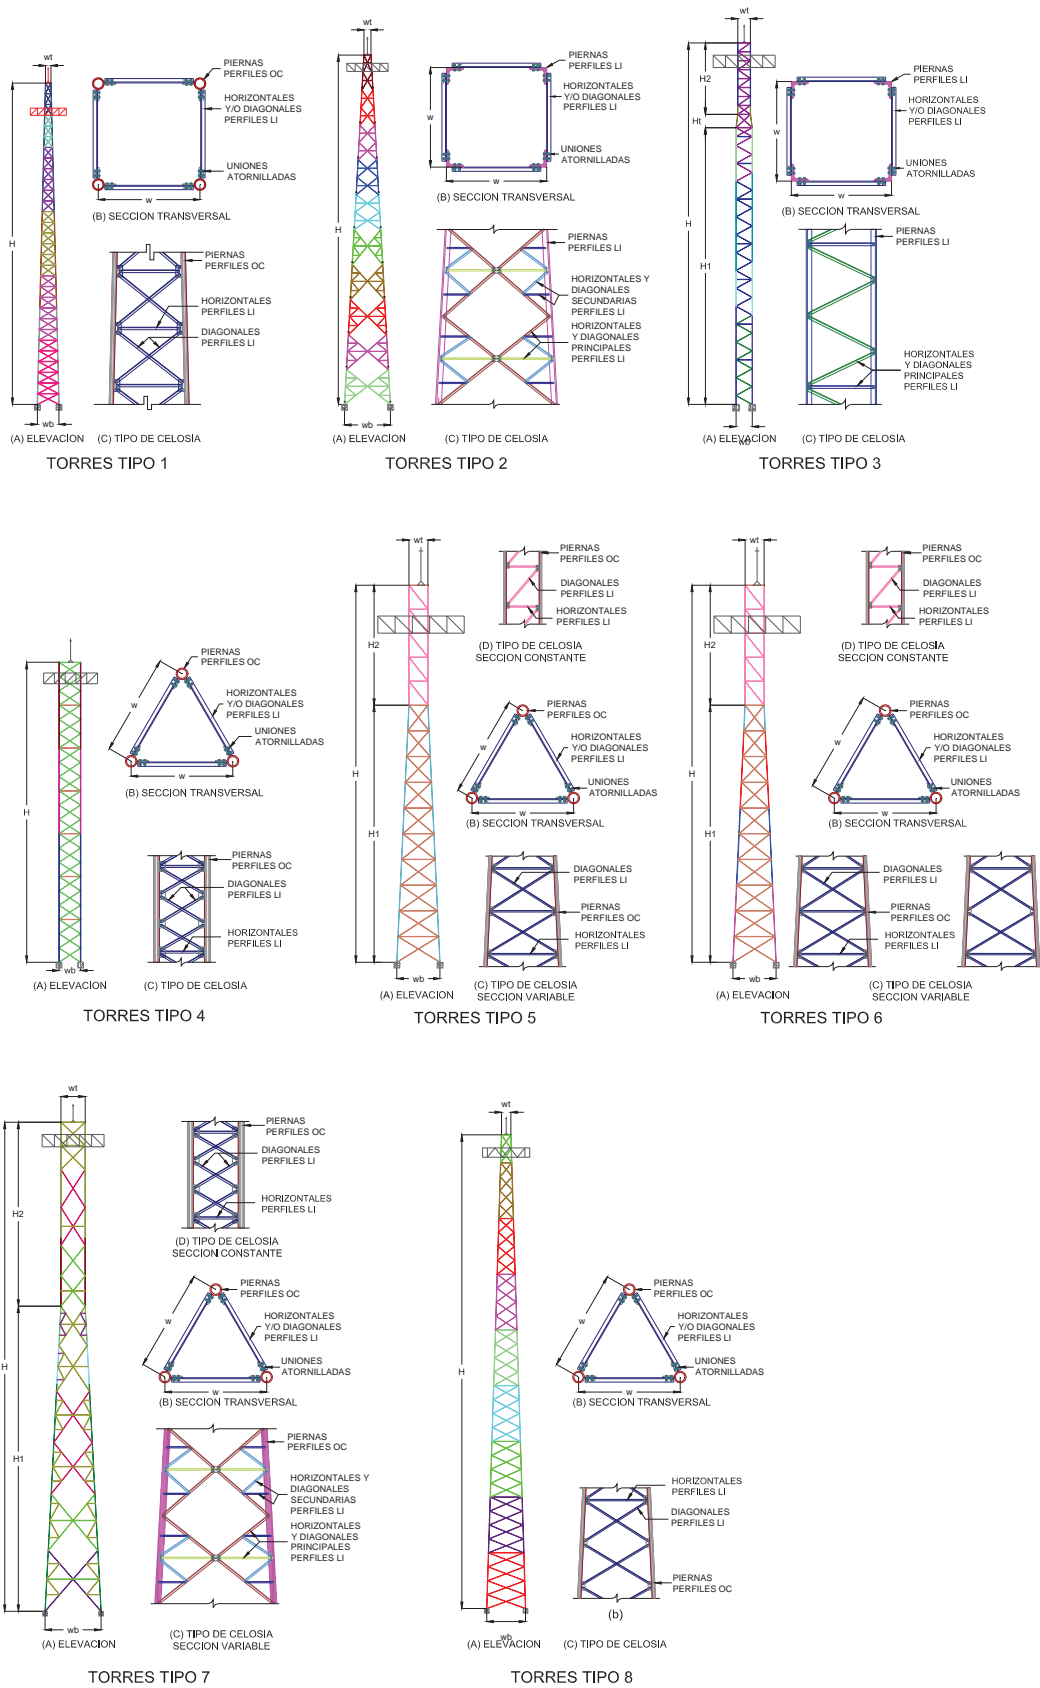 wt
PIERNAS
PERFILES OC
HORIZONTALES
Y/O DIAGONALES
PERFILES LI
UNIONES
ATORNILLADAS
w
(B) SECCION TRANSVERSAL
H
PIERNAS
PERFILES OC
HORIZONTALES
PERFILES LI
DIAGONALES
PERFILES LI
wb
(A) ELEVACION
(C) TIPO DE CELOSÍA
TORRES TIPO 1
wt
PIERNAS
PERFILES LI
HORIZONTALES
Y/O DIAGONALES
PERFILES LI
w
UNIONES
ATORNILLADAS
w
(B) SECCION TRANSVERSAL
H
PIERNAS
PERFILES LI
HORIZONTALES Y
DIAGONALES
SECUNDARIAS
PERFILES LI
HORIZONTALES
Y DIAGONALES
PRINCIPALES
PERFILES LI
wb
(A) ELEVACION
(C) TIPO DE CELOSÍA
TORRES TIPO 2
wt
H2
Ht
PIERNAS
PERFILES LI
HORIZONTALES
Y/O DIAGONALES
PERFILES LI
w
UNIONES
ATORNILLADAS
w
(B) SECCION TRANSVERSAL
H
H1
PIERNAS
PERFILES LI
HORIZONTALES
Y DIAGONALES
PRINCIPALES
PERFILES LI
(A) ELEVACION
wb
(C) TIPO DE CELOSÍA
TORRES TIPO 3
PIERNAS
PERFILES OC
w
HORIZONTALES
Y/O DIAGONALES
PERFILES LI
UNIONES
ATORNILLADAS
w
(B) SECCION TRANSVERSAL
H
PIERNAS
PERFILES OC
DIAGONALES
PERFILES LI
HORIZONTALES
PERFILES LI
wb
(A) ELEVACION
(C) TIPO DE CELOSIA
TORRES TIPO 4
wt
PIERNAS
PERFILES OC
DIAGONALES
PERFILES LI
HORIZONTALES
PERFILES LI
(D) TIPO DE CELOSÍA
SECCION CONSTANTE
H2
H
H1
PIERNAS
PERFILES OC
w
HORIZONTALES
Y/O DIAGONALES
PERFILES LI
UNIONES
ATORNILLADAS
w
(B) SECCION TRANSVERSAL
DIAGONALES
PERFILES LI
PIERNAS
PERFILES OC
HORIZONTALES
PERFILES LI
wb
(A) ELEVACION
(C) TIPO DE CELOSIA
SECCION VARIABLE
TORRES TIPO 5
wt
PIERNAS
PERFILES OC
DIAGONALES
PERFILES LI
HORIZONTALES
PERFILES LI
(D) TIPO DE CELOSIA
SECCION CONSTANTE
H2
H
H1
PIERNAS
PERFILES OC
w
HORIZONTALES
Y/O DIAGONALES
PERFILES LI
UNIONES
ATORNILLADAS
w
(B) SECCION TRANSVERSAL
DIAGONALES
PERFILES LI
PIERNAS
PERFILES OC
HORIZONTALES
PERFILES LI
wb
(A) ELEVACION
(C) TIPO DE CELOSIA
SECCION VARIABLE
TORRES TIPO 6
wt
PIERNAS
PERFILES OC
DIAGONALES
PERFILES LI
HORIZONTALES
PERFILES LI
(D) TIPO DE CELOSIA
SECCION CONSTANTE
H2
H
H1
PIERNAS
PERFILES OC
w
HORIZONTALES
Y/O DIAGONALES
PERFILES LI
UNIONES
ATORNILLADAS
w
(B) SECCION TRANSVERSAL
PIERNAS
PERFILES OC
HORIZONTALES Y
DIAGONALES
SECUNDARIAS
PERFILES LI
HORIZONTALES
Y DIAGONALES
PRINCIPALES
PERFILES LI
wb
(A) ELEVACION
(C) TIPO DE CELOSIA
SECCION VARIABLE
TORRES TIPO 7
wt
H
PIERNAS
PERFILES OC
w
HORIZONTALES
Y/O DIAGONALES
PERFILES LI
UNIONES
ATORNILLADAS
w
(B) SECCION TRANSVERSAL
HORIZONTALES
PERFILES LI
DIAGONALES
PERFILES LI
PIERNAS
PERFILES OC
(b)
wb
(A) ELEVACION
(C) TIPO DE CELOSIA
TORRES TIPO 8